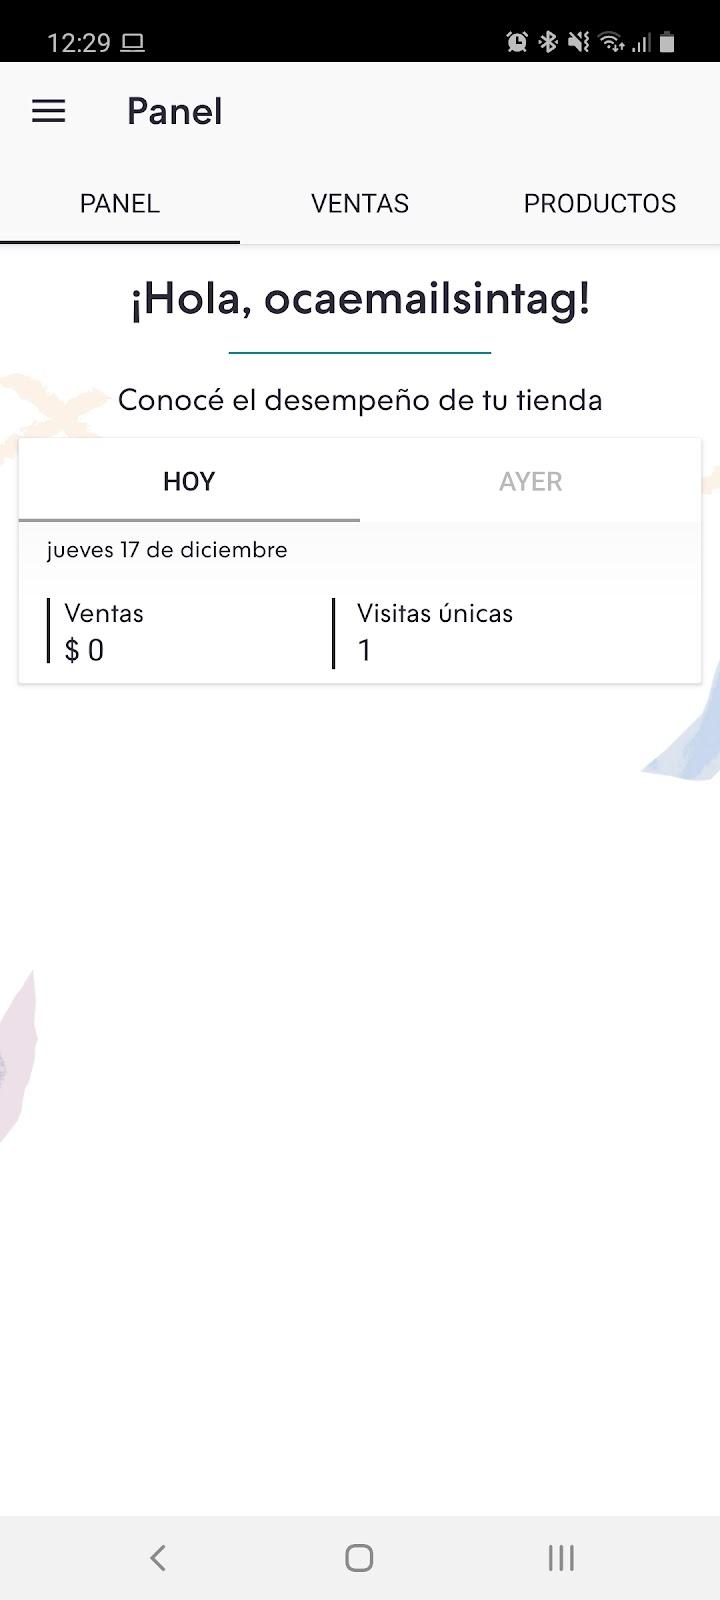 12:29
Panel
PANEL VENTAS PRODUCTOS
¡Hola, ocaemailsintag!
Conocé el desempeño de tu tienda
HOY AYER
jueves 17 de diciembre
Ventas Visitas únicas
$ 0 1